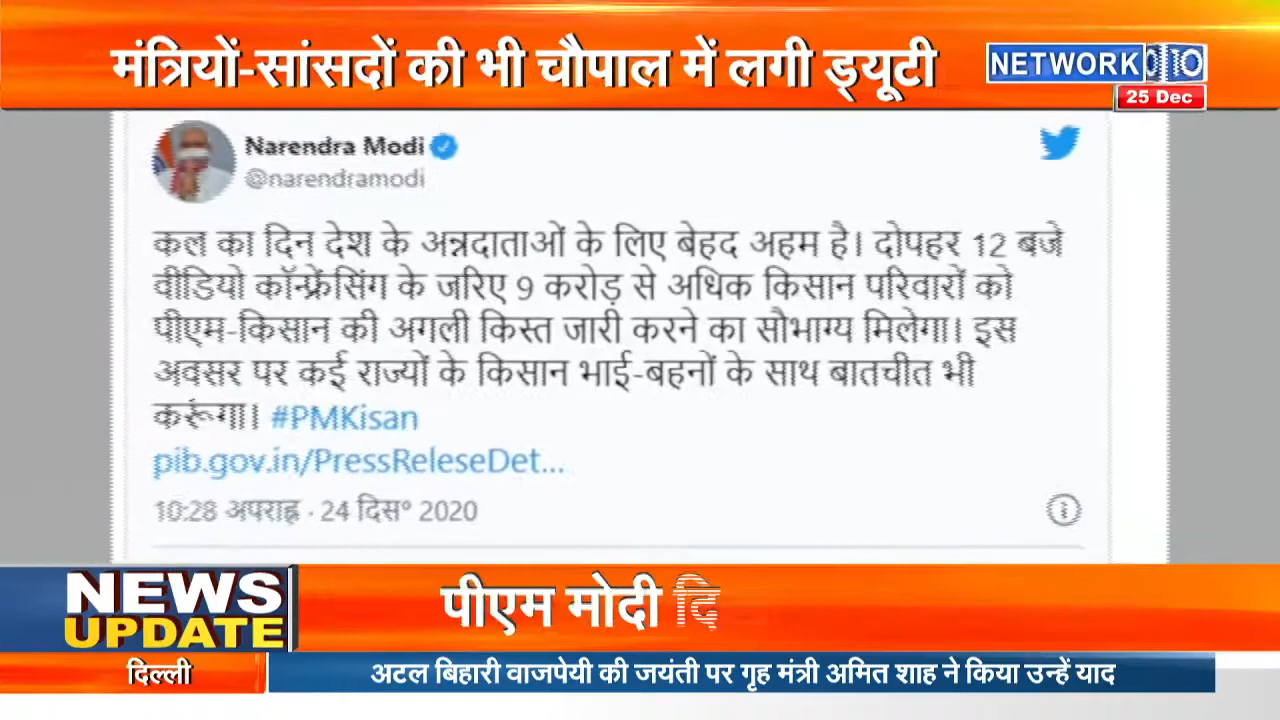 मंत्रियों-सांसदों की भी चौपाल में लगी ड्यूटी
NETWORK 10
25 Dec
Narendra Modi
@narendramodi
कल का दिन देश के अन्नदाताओं के लिए बेहद अहम है। दोपहर 12 बजे
वीडियो कॉन्फ्रेंसिंग के जरिए 9 करोड़ से अधिक किसान परिवारों को
पीएम-किसान की अगली किस्त जारी करने का सौभाग्य मिलेगा। इस
अवसर पर कई राज्यों के किसान भाई-बहनों के साथ बातचीत भी
करूंगा। #PMKisan
pib.gov.in/PressReleseDet...
10:28 अपराह्न · 24 दिस॰ 2020
NEWS
UPDATE
पीएम मोदी दि
दिल्ली
अटल बिहारी वाजपेयी की जयंती पर गृह मंत्री अमित शाह ने किया उन्हें याद